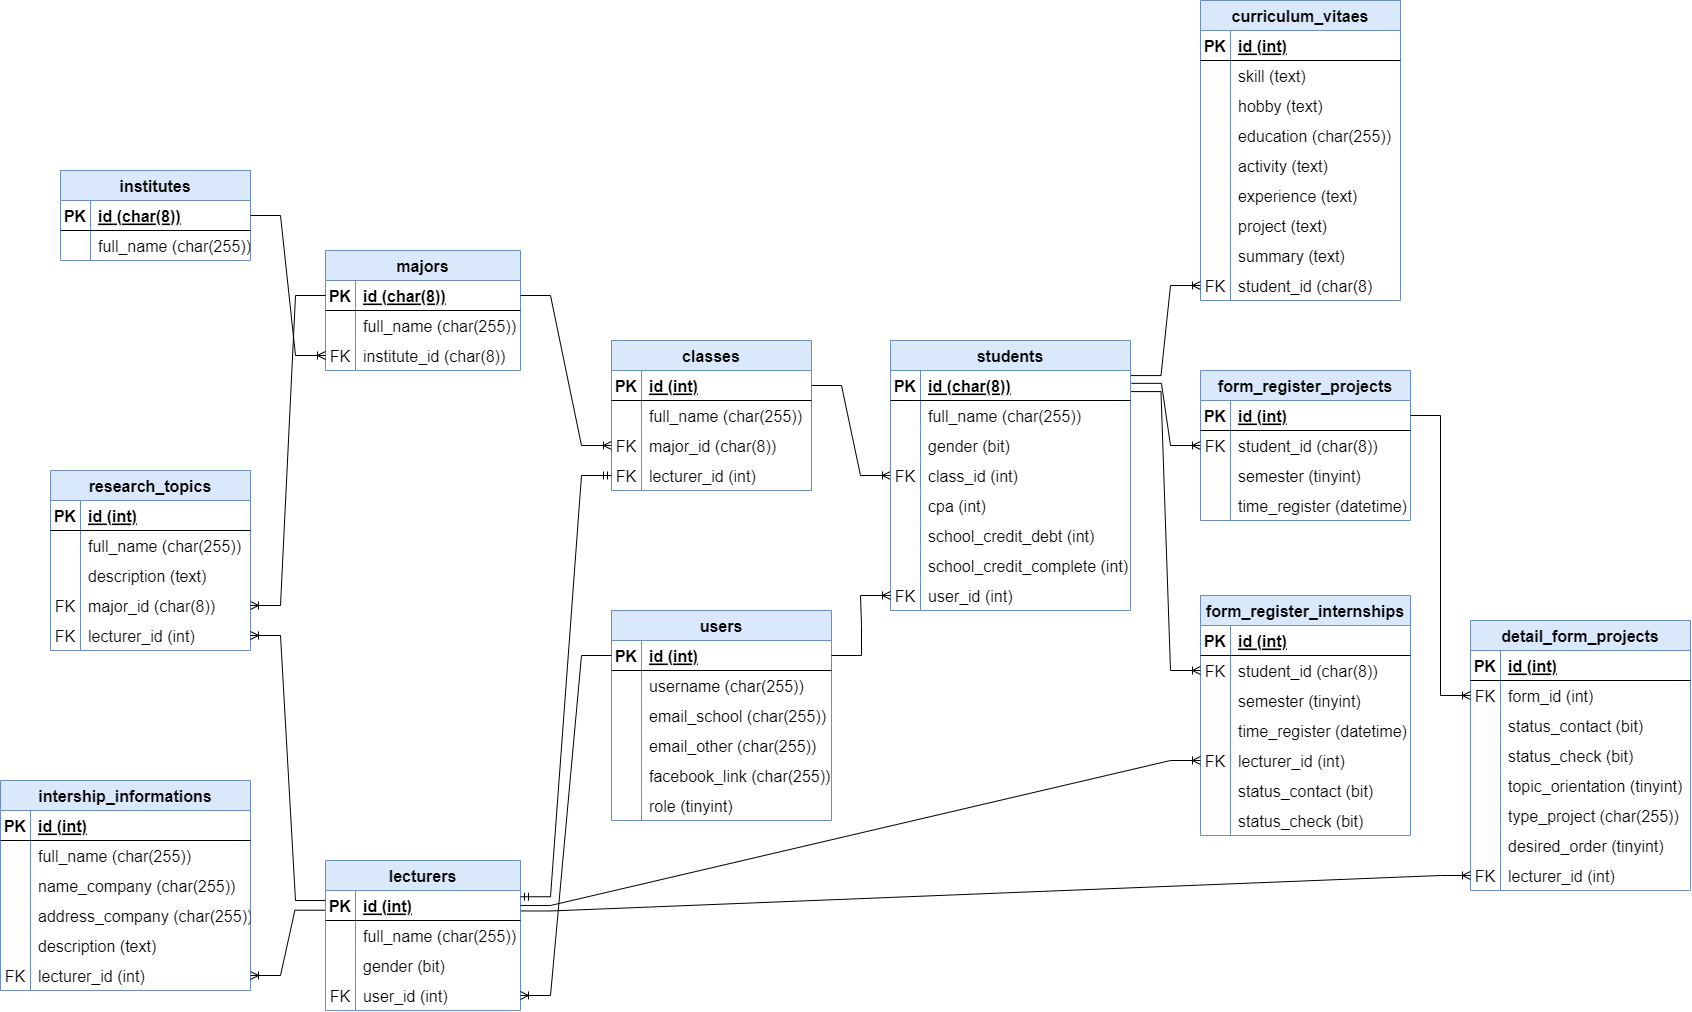 curriculum_vitaes
PK id (int)
skill (text)
hobby (text)
education (char(255))
activity (text)
experience (text)
project (text)
summary (text)
FK student_id (char(8)
institutes
PK id (char(8))
full_name (char(255))
majors
PK id (char(8))
full_name (char(255))
FK institute_id (char(8))
classes
PK id (int)
full_name (char(255))
FK major_id (char(8))
FK lecturer_id (int)
students
PK id (char(8))
full_name (char(255))
gender (bit)
FK class_id (int)
cpa (int)
school_credit_debt (int)
school_credit_complete (int)
FK user_id (int)
form_register_projects
PK id (int)
FK student_id (char(8))
semester (tinyint)
time_register (datetime)
research_topics
PK id (int)
full_name (char(255))
description (text)
FK major_id (char(8))
FK lecturer_id (int)
users
PK id (int)
username (char(255))
email_school (char(255))
email_other (char(255))
facebook_link (char(255))
role (tinyint)
form_register_internships
PK id (int)
FK student_id (char(8))
semester (tinyint)
time_register (datetime)
FK lecturer_id (int)
status_contact (bit)
status_check (bit)
detail_form_projects
PK id (int)
FK form_id (int)
status_contact (bit)
status_check (bit)
topic_orientation (tinyint)
type_project (char(255))
desired_order (tinyint)
FK lecturer_id (int)
intership_informations
PK id (int)
full_name (char(255))
name_company (char(255))
address_company (char(255))
description (text)
FK lecturer_id (int)
lecturers
PK id (int)
full_name (char(255))
gender (bit)
FK user_id (int)